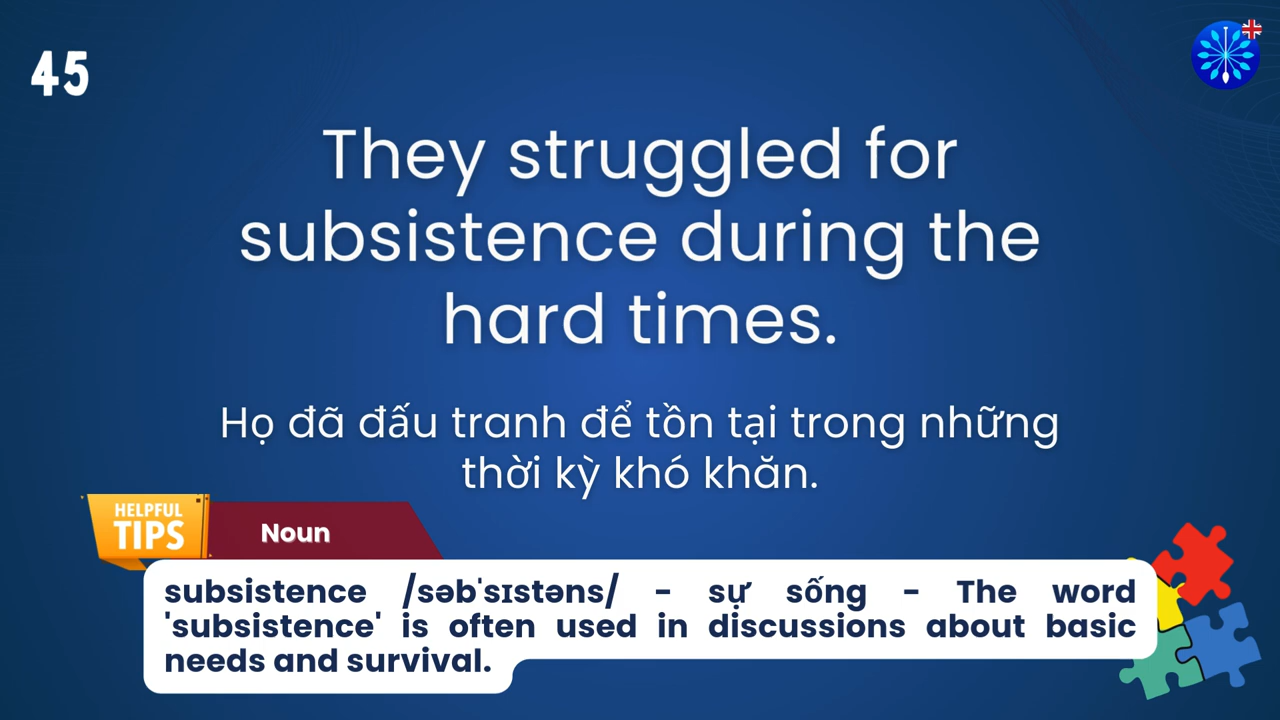 45
They struggled for
subsistence during the
hard times.
Họ đã đấu tranh để tồn tại trong những
thời kỳ khó khăn.
HELPFUL
TIPS
Noun
subsistence /səbˈsɪstəns/ - sự sống - The word
'subsistence' is often used in discussions about basic
needs and survival.